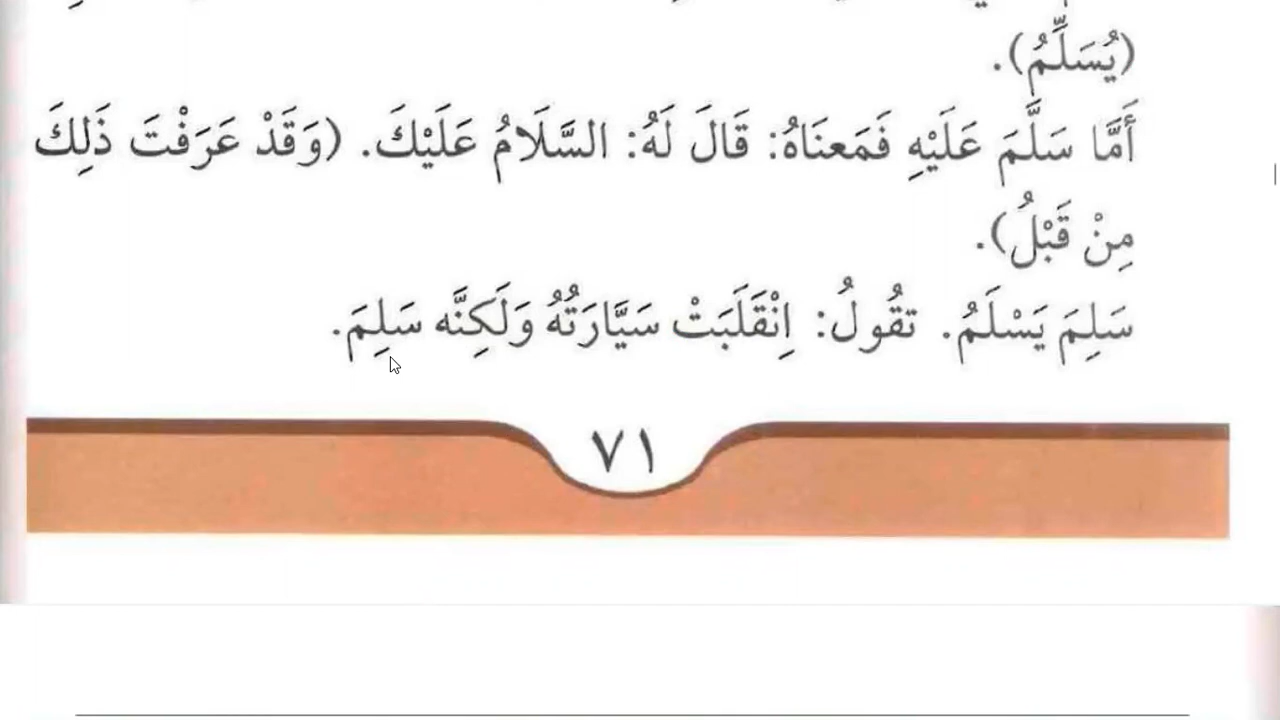 (يُسَلِّمُ).
أَمَّا سَلَّمَ عَلَيْهِ فَمَعنَاهُ: قَالَ لَهُ: السَّلَامُ عَلَيْكَ. (وَقَدْ عَرَفْتَ ذَلِكَ
مِنْ قَبْلُ).
سَلِمَ يَسْلَمُ. تقُولُ: اِنْقَلَبَتْ سَيَّارَتُهُ وَلَكِنَّه سَلِمَ.
٧١